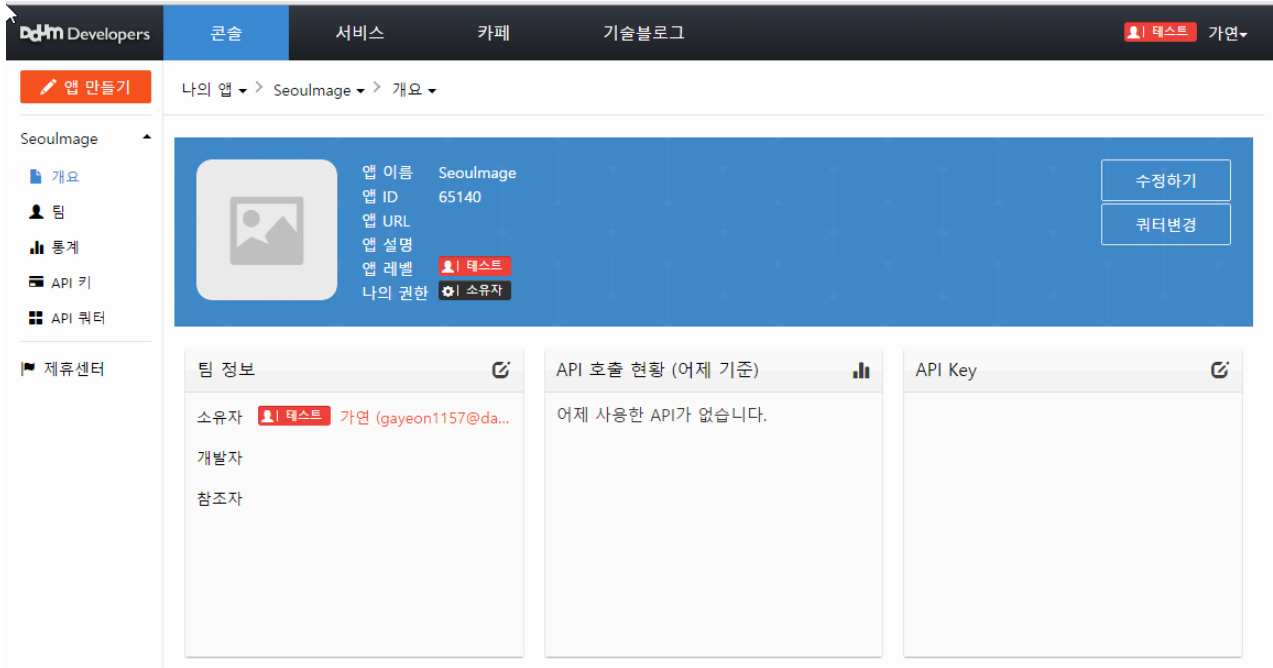 Daum Developers 콘솔 서비스 카페 기술블로그 테스트 가연
앱 만들기
나의 앱 > SeoulImage > 개요
SeoulImage
개요
팀
통계
API 키
API 쿼터
제휴센터
앱 이름 SeoulImage
앱 ID 65140
앱 URL
앱 설명
앱 레벨 테스트
나의 권한 소유자
수정하기
쿼터변경
팀 정보
소유자 테스트 가연 (gayeon1157@da...
개발자
참조자
API 호출 현황 (어제 기준)
어제 사용한 API가 없습니다.
API Key